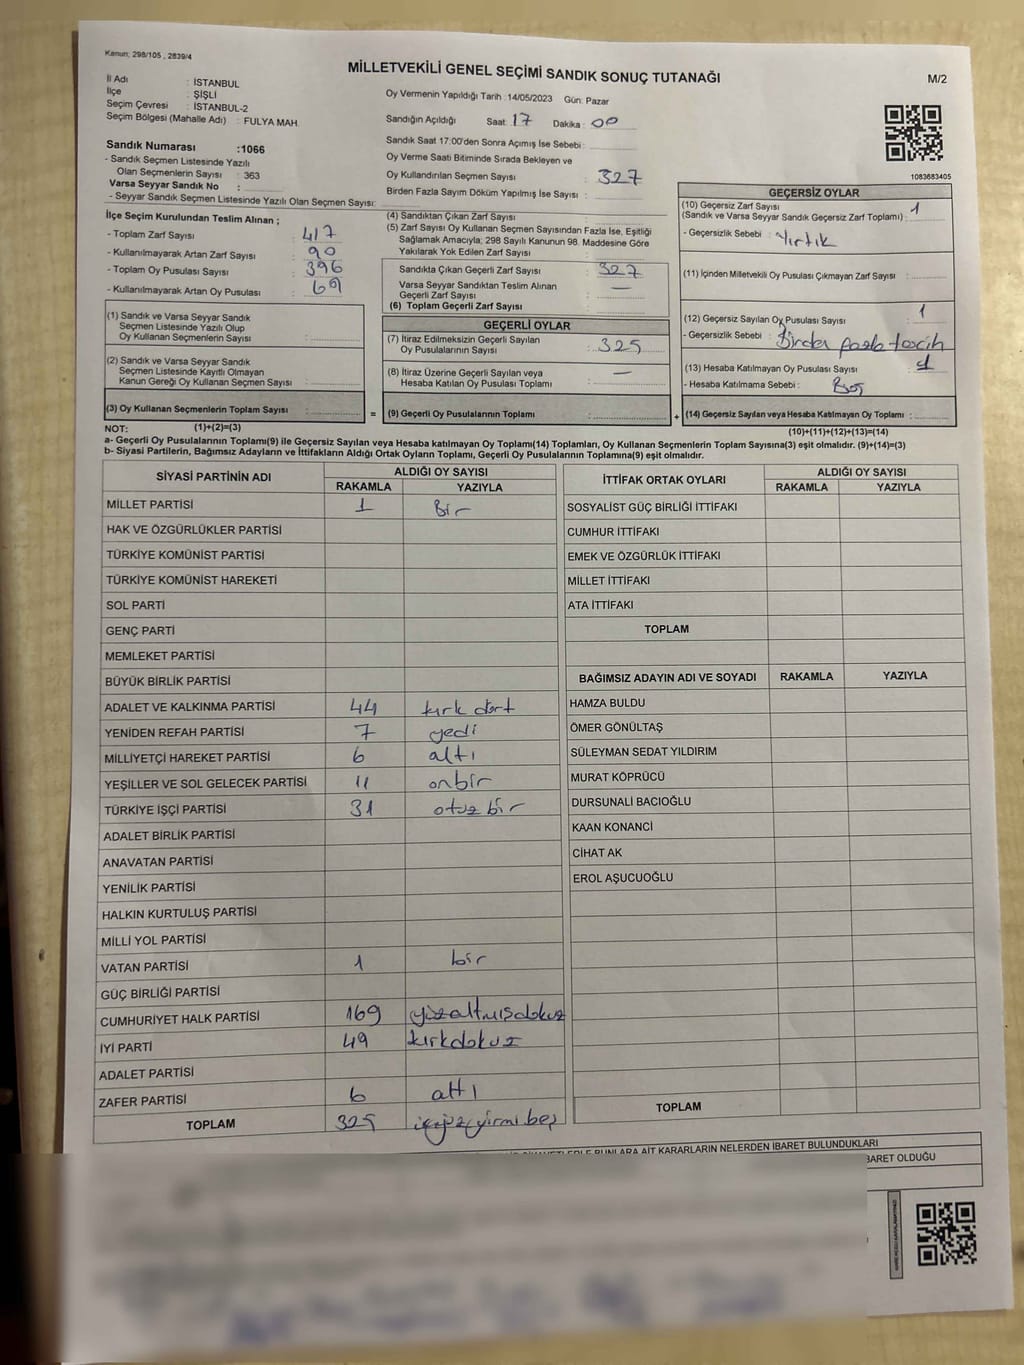 Kanun; 298/105 , 2839/4
MİLLETVEKİLİ GENEL SEÇİMİ SANDIK SONUÇ TUTANAĞI
M/2
İl Adı : İSTANBUL
İlçe : ŞİŞLİ
Seçim Çevresi : İSTANBUL-2
Seçim Bölgesi (Mahalle Adı) : FULYA MAH.
Sandık Numarası :1066
- Sandık Seçmen Listesinde Yazılı
Olan Seçmenlerin Sayısı : 363
Varsa Seyyar Sandık No :
- Seyyar Sandık Seçmen Listesinde Yazılı Olan Seçmen Sayısı:
Oy Vermenin Yapıldığı Tarih :14/05/2023 Gün: Pazar
Sandığın Açıldığı Saat: 17 Dakika : 00
Sandık Saat 17:00'den Sonra Açımış İse Sebebi :
Oy Verme Saati Bitiminde Sırada Bekleyen ve
Oy Kullandırılan Seçmen Sayısı : 327
Birden Fazla Sayım Döküm Yapılmış İse Sayısı :
1083683405
İlçe Seçim Kurulundan Teslim Alınan ;
- Toplam Zarf Sayısı : 417
- Kullanılmayarak Artan Zarf Sayısı : 90
- Toplam Oy Pusulası Sayısı : 396
- Kullanılmayarak Artan Oy Pusulası : 69
(1) Sandık ve Varsa Seyyar Sandık
Seçmen Listesinde Yazılı Olup
Oy Kullanan Seçmenlerin Sayısı :
(2) Sandık ve Varsa Seyyar Sandık
Seçmen Listesinde Kayıtlı Olmayan
Kanun Gereği Oy Kullanan Seçmen Sayısı :
(3) Oy Kullanan Seçmenlerin Toplam Sayısı :
(1)+(2)=(3)
(4) Sandıktan Çıkan Zarf Sayısı :
(5) Zarf Sayısı Oy Kullanan Seçmen Sayısından Fazla İse, Eşitliği
Sağlamak Amacıyla; 298 Sayılı Kanunun 98. Maddesine Göre
Yakılarak Yok Edilen Zarf Sayısı :
Sandıkta Çıkan Geçerli Zarf Sayısı : 327
Varsa Seyyar Sandıktan Teslim Alınan
Geçerli Zarf Sayısı : —
(6) Toplam Geçerli Zarf Sayısı :
GEÇERLİ OYLAR
(7) İtiraz Edilmeksizin Geçerli Sayılan
Oy Pusulalarının Sayısı : 325
(8) İtiraz Üzerine Geçerli Sayılan veya
Hesaba Katılan Oy Pusulası Toplamı : —
= (9) Geçerli Oy Pusulalarının Toplamı :
GEÇERSİZ OYLAR
(10) Geçersiz Zarf Sayısı
(Sandık ve Varsa Seyyar Sandık Geçersiz Zarf Toplamı) : 1
- Geçersizlik Sebebi : Yırtık
(11) İçinden Milletvekili Oy Pusulası Çıkmayan Zarf Sayısı :
(12) Geçersiz Sayılan Oy Pusulası Sayısı : 1
- Geçersizlik Sebebi : Birden fazla tercih
(13) Hesaba Katılmayan Oy Pusulası Sayısı : 1
- Hesaba Katılmama Sebebi : Boş
+ (14) Geçersiz Sayılan veya Hesaba Katılmayan Oy Toplamı :
(10)+(11)+(12)+(13)=(14)
NOT:
a- Geçerli Oy Pusulalarının Toplamı(9) ile Geçersiz Sayılan veya Hesaba katılmayan Oy Toplamı(14) Toplamları, Oy Kullanan Seçmenlerin Toplam Sayısına(3) eşit olmalıdır. (9)+(14)=(3)
b- Siyasi Partilerin, Bağımsız Adayların ve İttifakların Aldığı Ortak Oyların Toplamı, Geçerli Oy Pusulalarının Toplamına(9) eşit olmalıdır.
SİYASİ PARTİNİN ADI ALDIĞI OY SAYISI
RAKAMLA YAZIYLA
MİLLET PARTİSİ 1 Bir
HAK VE ÖZGÜRLÜKLER PARTİSİ
TÜRKİYE KOMÜNİST PARTİSİ
TÜRKİYE KOMÜNİST HAREKETİ
SOL PARTİ
GENÇ PARTİ
MEMLEKET PARTİSİ
BÜYÜK BİRLİK PARTİSİ
ADALET VE KALKINMA PARTİSİ 44 kırk dört
YENİDEN REFAH PARTİSİ 7 yedi
MİLLİYETÇİ HAREKET PARTİSİ 6 altı
YEŞİLLER VE SOL GELECEK PARTİSİ 11 onbir
TÜRKİYE İŞÇİ PARTİSİ 31 otuz bir
ADALET BİRLİK PARTİSİ
ANAVATAN PARTİSİ
YENİLİK PARTİSİ
HALKIN KURTULUŞ PARTİSİ
MİLLİ YOL PARTİSİ
VATAN PARTİSİ 1 bir
GÜÇ BİRLİĞİ PARTİSİ
CUMHURİYET HALK PARTİSİ 169 yüzaltmışdokuz
İYİ PARTİ 49 kırkdokuz
ADALET PARTİSİ
ZAFER PARTİSİ 6 altı
TOPLAM 325 üçyüzyirmi beş
İTTİFAK ORTAK OYLARI ALDIĞI OY SAYISI
RAKAMLA YAZIYLA
SOSYALİST GÜÇ BİRLİĞİ İTTİFAKI
CUMHUR İTTİFAKI
EMEK VE ÖZGÜRLÜK İTTİFAKI
MİLLET İTTİFAKI
ATA İTTİFAKI
TOPLAM
BAĞIMSIZ ADAYIN ADI VE SOYADI RAKAMLA YAZIYLA
HAMZA BULDU
ÖMER GÖNÜLTAŞ
SÜLEYMAN SEDAT YILDIRIM
MURAT KÖPRÜCÜ
DURSUNALİ BACIOĞLU
KAAN KONANCİ
CİHAT AK
EROL AŞUCUOĞLU
TOPLAM
BUNLARA AİT KARARLARIN NELERDEN İBARET BULUNDUKLARI
BARET OLDUĞU